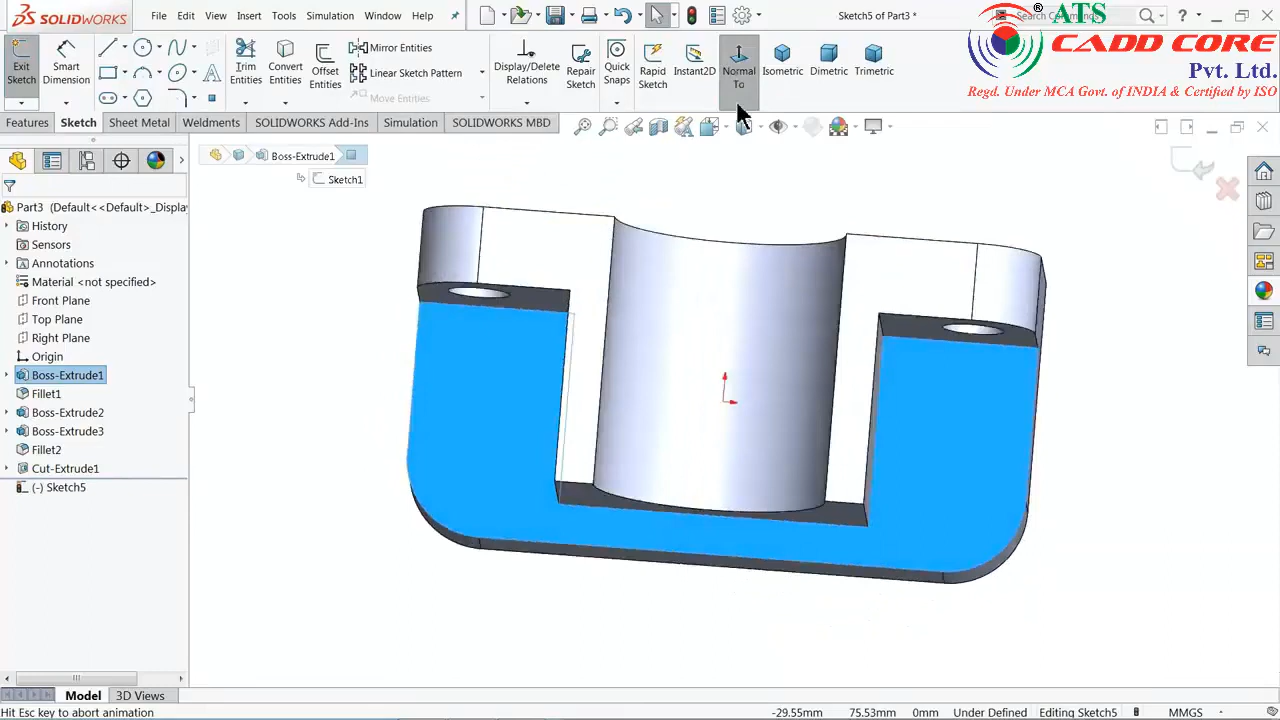 SOLIDWORKS
File Edit View Insert Tools Simulation Window Help
Sketch5 of Part3 *
Search Commands
?
ATS
®
CADD CORE
Pvt. Ltd.
Regd. Under MCA Govt. of INDIA & Certified by ISO
Exit Sketch
Smart Dimension
Trim Entities
Convert Entities
Offset Entities
Mirror Entities
Linear Sketch Pattern
Move Entities
Display/Delete Relations
Repair Sketch
Quick Snaps
Rapid Sketch
Instant2D
Normal To
Isometric
Dimetric
Trimetric
Features Sketch Sheet Metal Weldments SOLIDWORKS Add-Ins Simulation SOLIDWORKS MBD
Boss-Extrude1
Sketch1
Part3 (Default<<Default>_Displa
History
Sensors
Annotations
Material <not specified>
Front Plane
Top Plane
Right Plane
Origin
Boss-Extrude1
Fillet1
Boss-Extrude2
Boss-Extrude3
Fillet2
Cut-Extrude1
(-) Sketch5
Model 3D Views
Hit Esc key to abort animation
-29.55mm 75.53mm 0mm Under Defined Editing Sketch5 MMGS